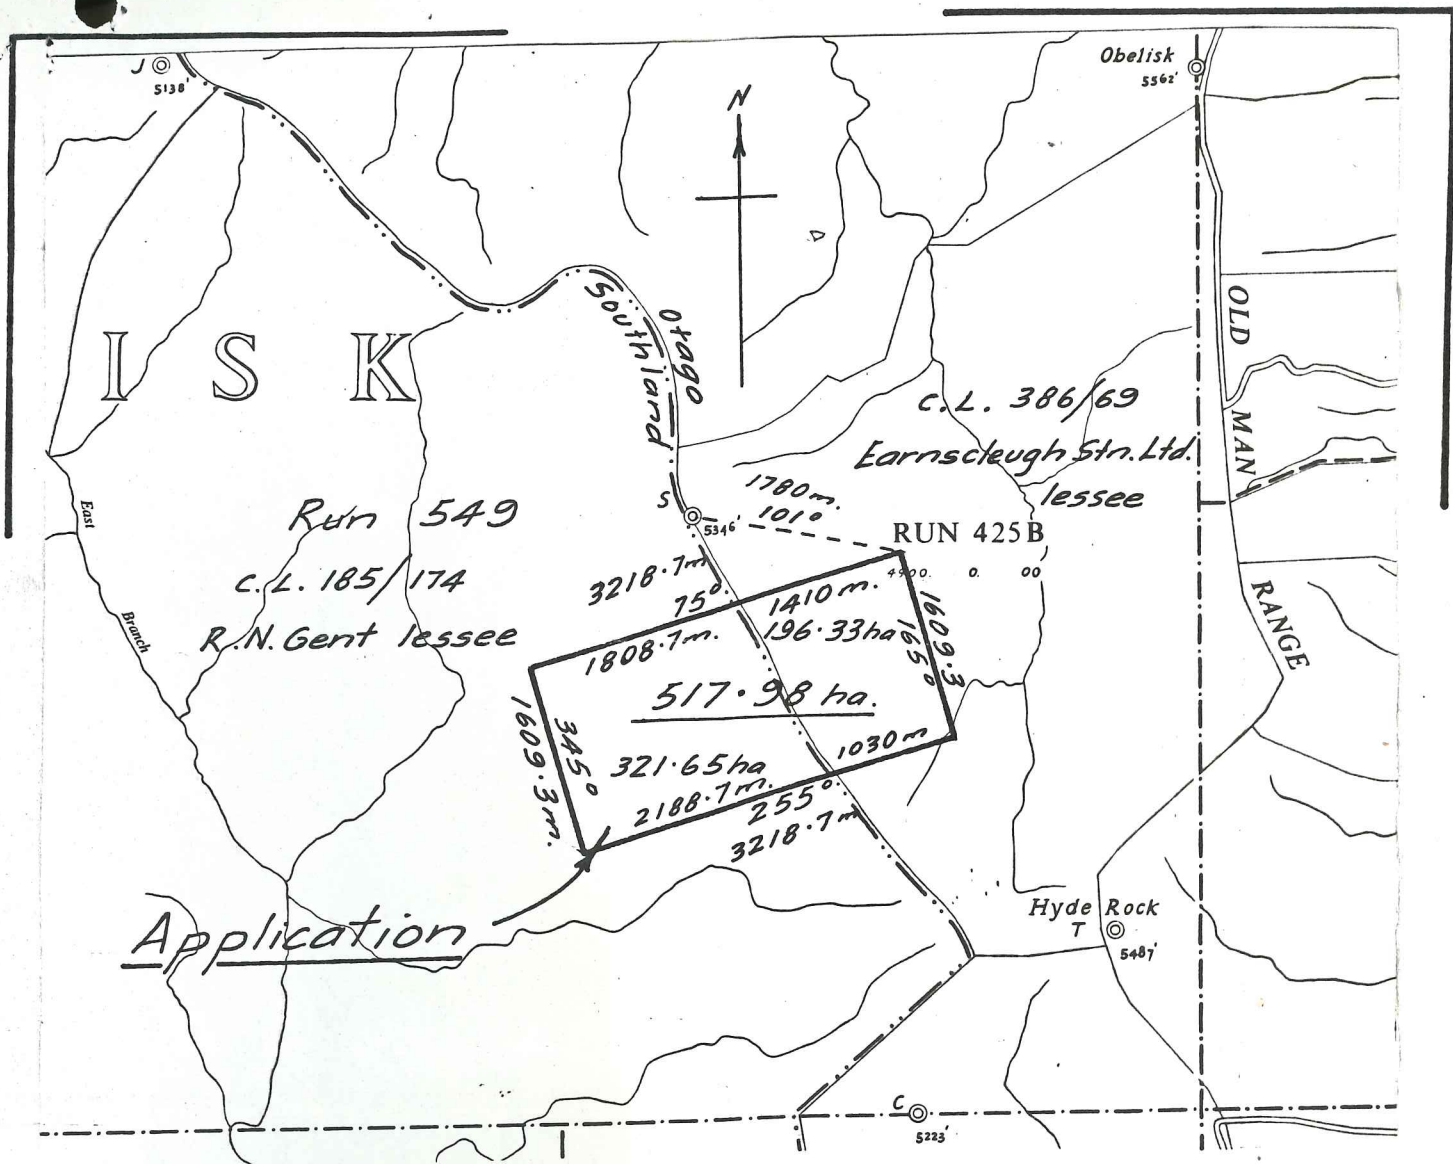 J
5138'
Obelisk
5562'
N
Southland
Otago
OLD
MAN
RANGE
I S K
C.L. 386/69
Earnscleugh Stn. Ltd.
lessee
1780m.
101°
S
5346'
East
Branch
Run 549
C.L. 185/174
R.N. Gent lessee
RUN 425B
4900. 0. 00
3218·7m
75°
1410m.
196·33ha
1609·3
165°
1808·7m.
517·98 ha.
1609·3m.
345°
321·65ha
1030m
2188·7m.
255°
3218·7m
Application
Hyde Rock
T
5487'
C
5223'